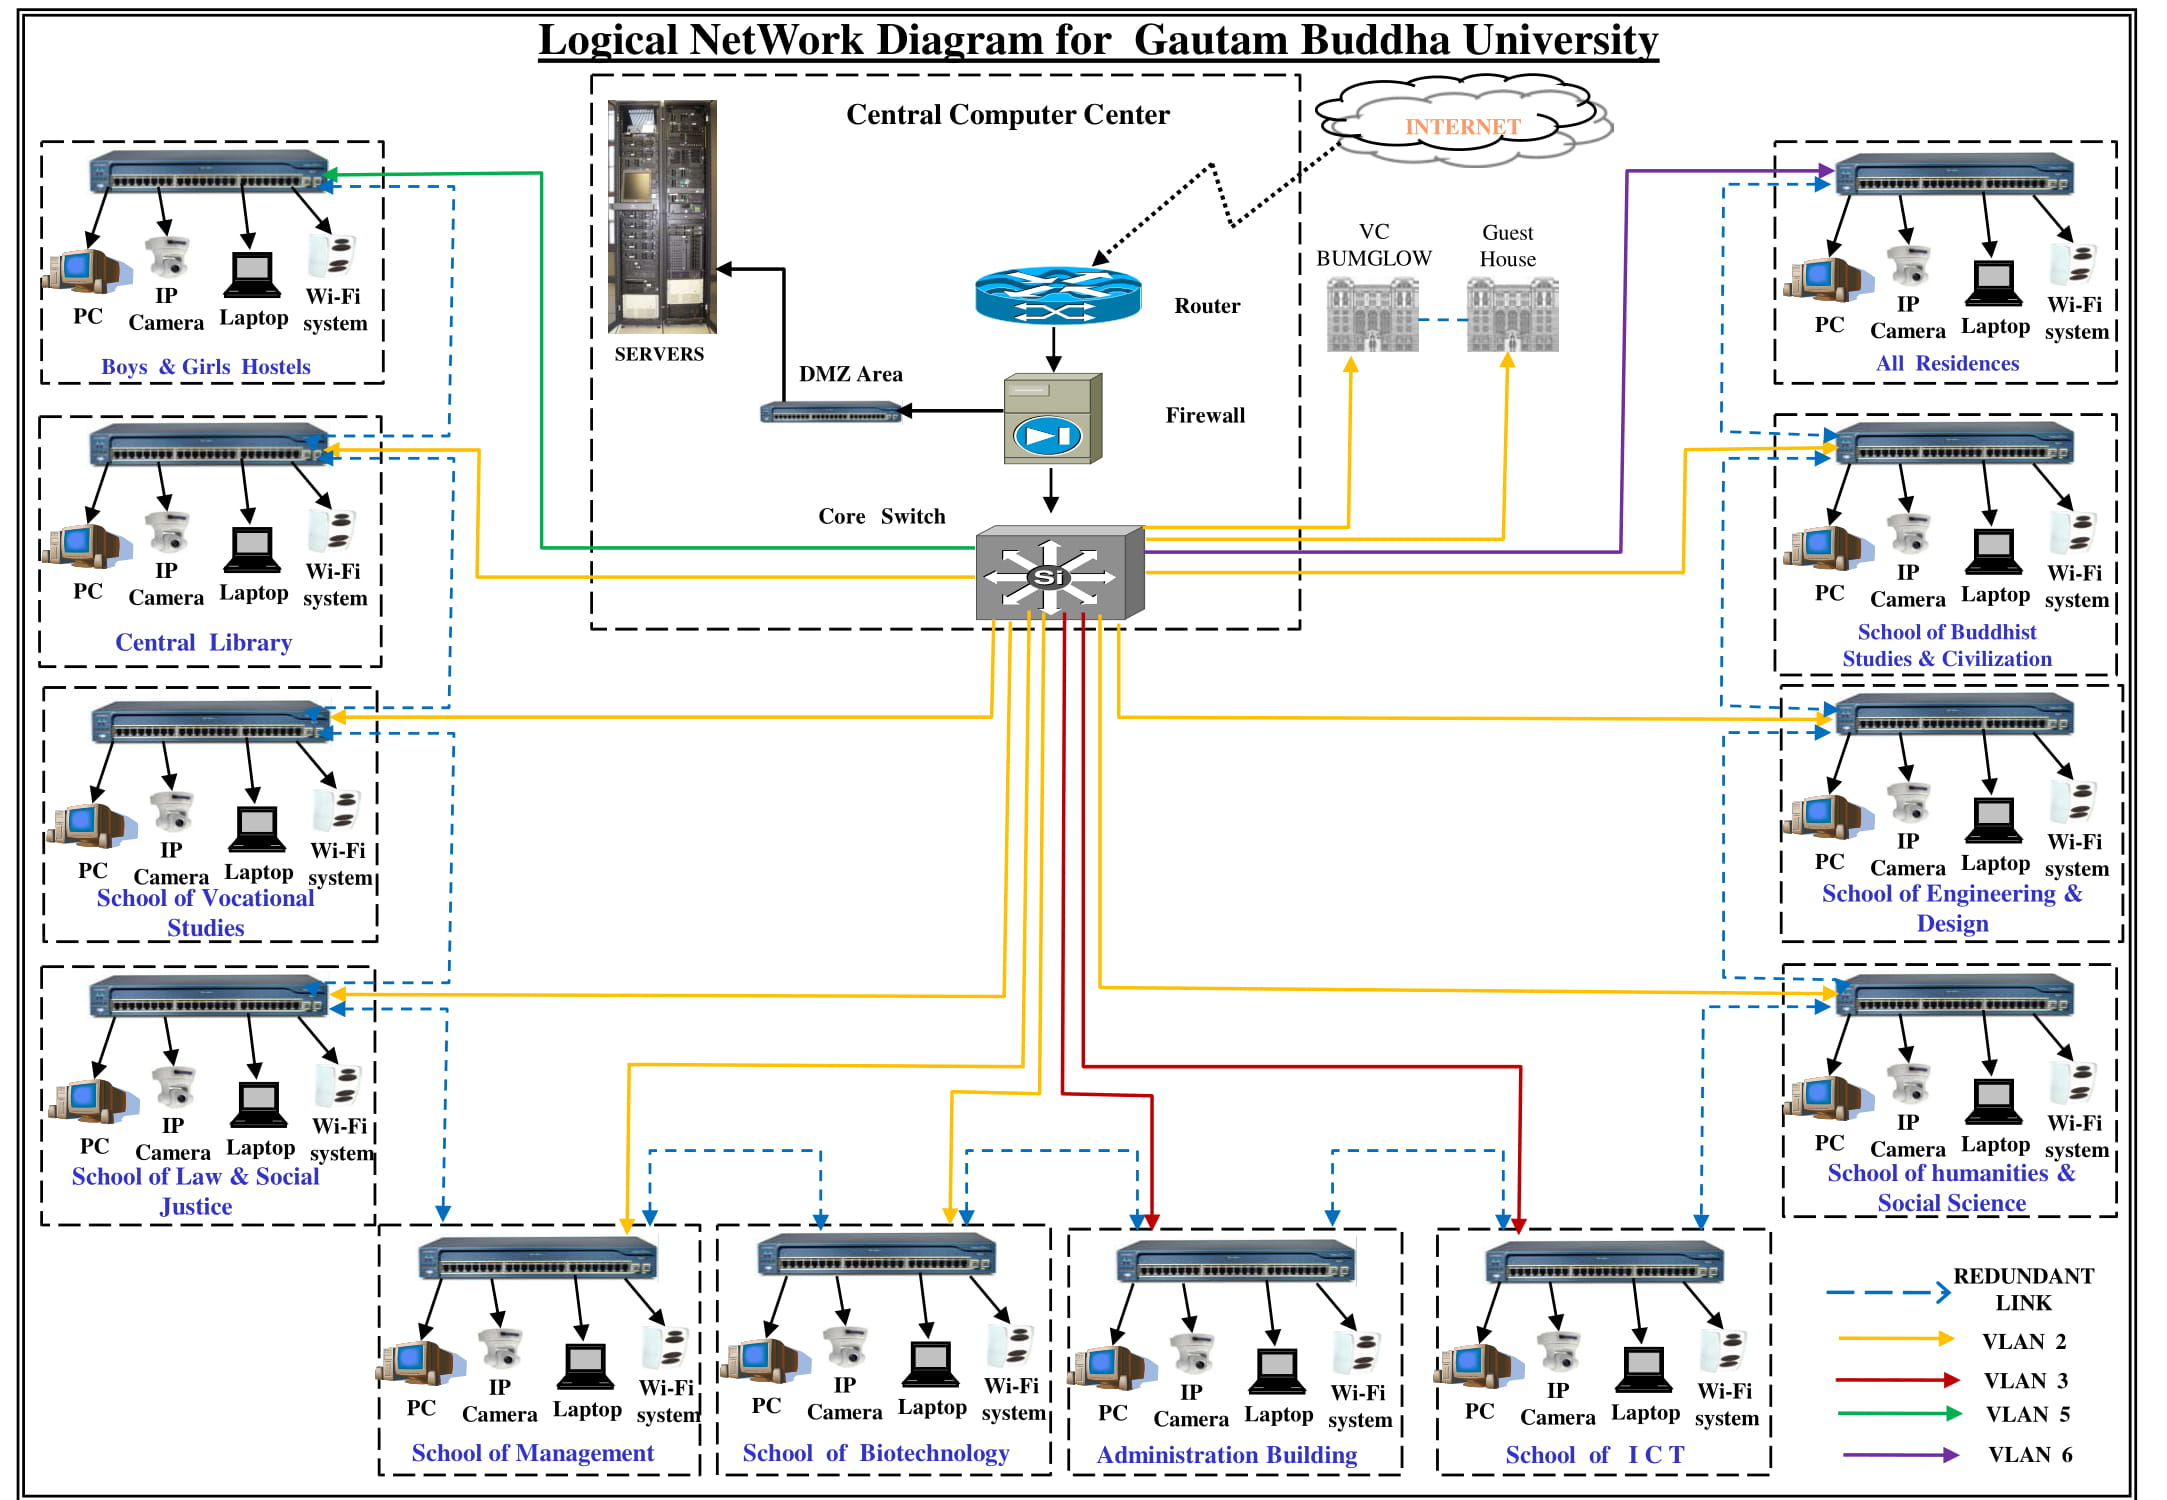 Logical NetWork Diagram for Gautam Buddha University
Central Computer Center
INTERNET
VC
BUMGLOW
Guest
House
Router
SERVERS
DMZ Area
Firewall
Core Switch
Si
PC
IP
Camera
Laptop
Wi-Fi
system
Boys & Girls Hostels
PC
IP
Camera
Laptop
Wi-Fi
system
Central Library
PC
IP
Camera
Laptop
Wi-Fi
system
School of Vocational
Studies
PC
IP
Camera
Laptop
Wi-Fi
system
School of Law & Social
Justice
PC
IP
Camera
Laptop
Wi-Fi
system
All Residences
PC
IP
Camera
Laptop
Wi-Fi
system
School of Buddhist
Studies & Civilization
PC
IP
Camera
Laptop
Wi-Fi
system
School of Engineering &
Design
PC
IP
Camera
Laptop
Wi-Fi
system
School of humanities &
Social Science
PC
IP
Camera
Laptop
Wi-Fi
system
School of Management
PC
IP
Camera
Laptop
Wi-Fi
system
School of Biotechnology
PC
IP
Camera
Laptop
Wi-Fi
system
Administration Building
PC
IP
Camera
Laptop
Wi-Fi
system
School of I C T
REDUNDANT
LINK
VLAN 2
VLAN 3
VLAN 5
VLAN 6